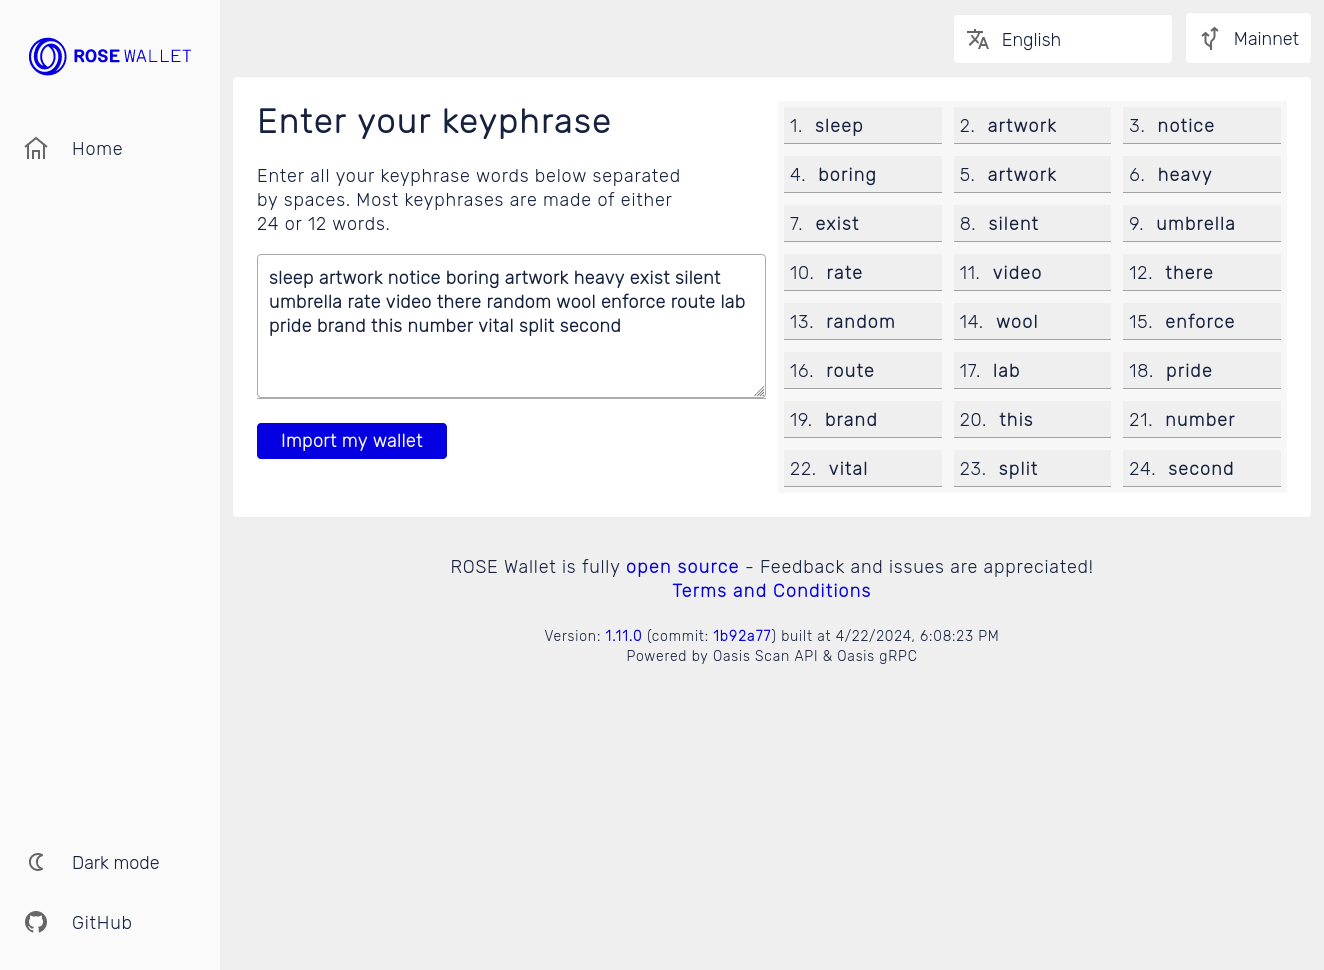 ROSE WALLET
English
Mainnet
Home
Enter your keyphrase
Enter all your keyphrase words below separated
by spaces. Most keyphrases are made of either
24 or 12 words.
sleep artwork notice boring artwork heavy exist silent
umbrella rate video there random wool enforce route lab
pride brand this number vital split second
Import my wallet
1. sleep
2. artwork
3. notice
4. boring
5. artwork
6. heavy
7. exist
8. silent
9. umbrella
10. rate
11. video
12. there
13. random
14. wool
15. enforce
16. route
17. lab
18. pride
19. brand
20. this
21. number
22. vital
23. split
24. second
ROSE Wallet is fully open source - Feedback and issues are appreciated!
Terms and Conditions
Version: 1.11.0 (commit: 1b92a77) built at 4/22/2024, 6:08:23 PM
Powered by Oasis Scan API & Oasis gRPC
Dark mode
GitHub